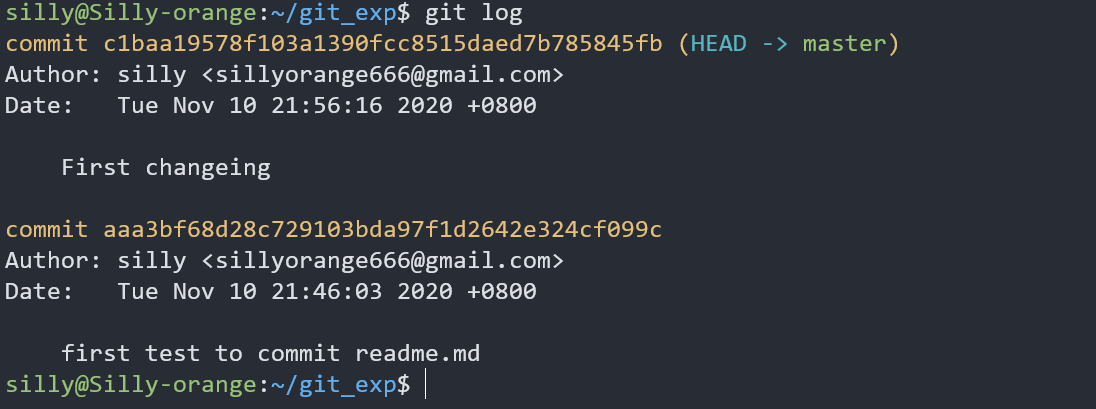 silly@Silly-orange:~/git_exp$ git log
commit c1baa19578f103a1390fcc8515daed7b785845fb (HEAD -> master)
Author: silly <sillyorange666@gmail.com>
Date:   Tue Nov 10 21:56:16 2020 +0800
    First changeing
commit aaa3bf68d28c729103bda97f1d2642e324cf099c
Author: silly <sillyorange666@gmail.com>
Date:   Tue Nov 10 21:46:03 2020 +0800
    first test to commit readme.md
silly@Silly-orange:~/git_exp$